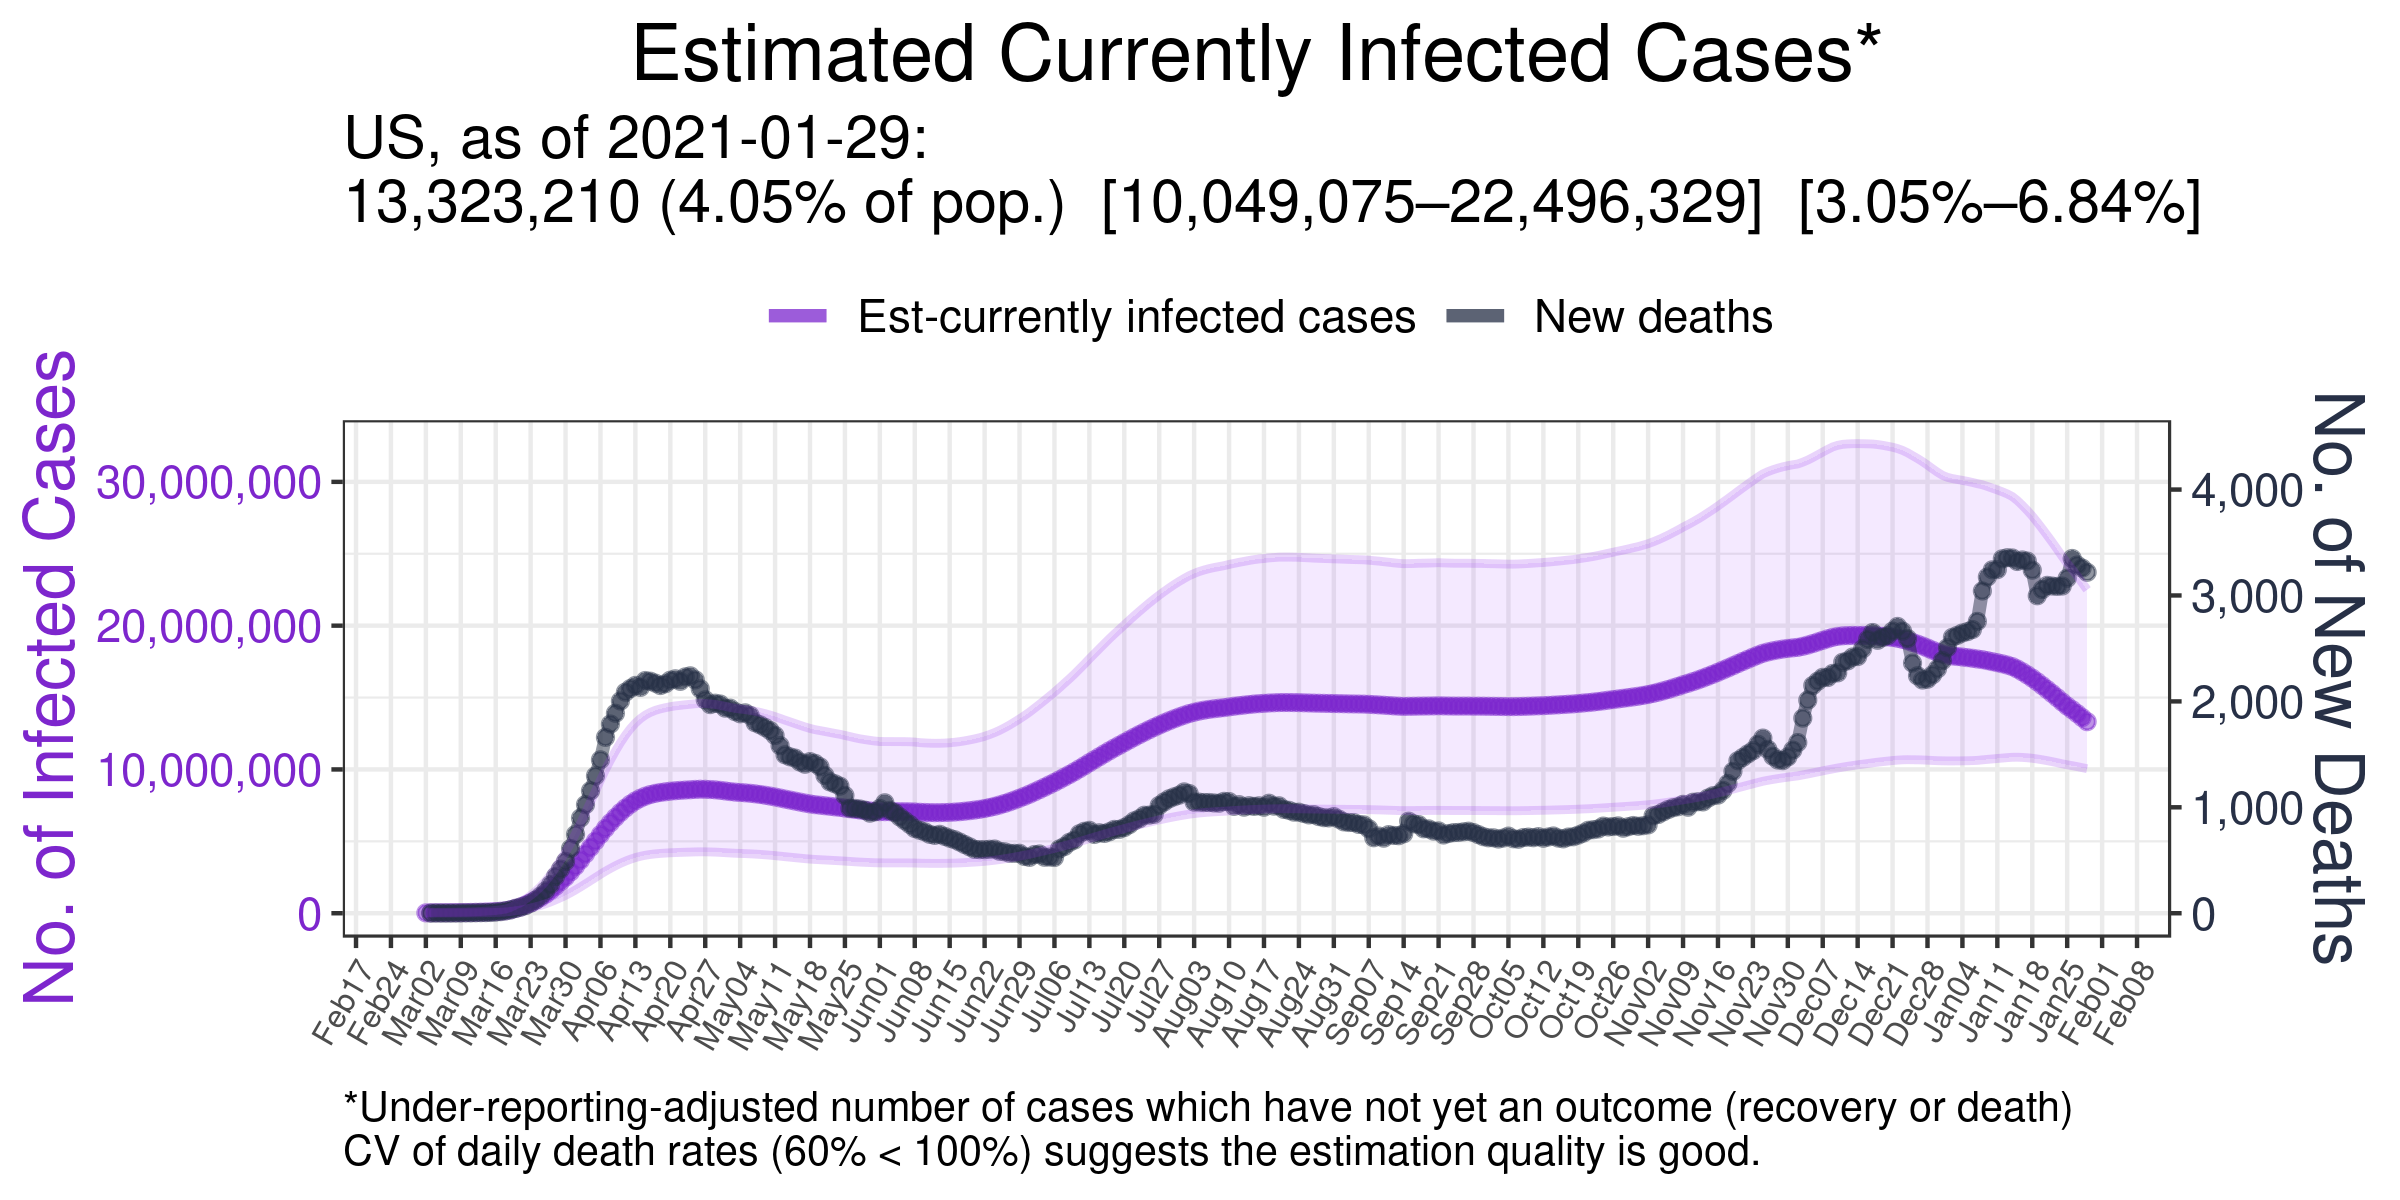 Estimated Currently Infected Cases*
US, as of 2021-01-29:
13,323,210 (4.05% of pop.) [10,049,075–22,496,329] [3.05%–6.84%]
Est-currently infected cases
New deaths
No. of Infected Cases
30,000,000
20,000,000
10,000,000
0
4,000
3,000
2,000
1,000
0
No. of New Deaths
Feb17
Feb24
Mar02
Mar09
Mar16
Mar23
Mar30
Apr06
Apr13
Apr20
Apr27
May04
May11
May18
May25
Jun01
Jun08
Jun15
Jun22
Jun29
Jul06
Jul13
Jul20
Jul27
Aug03
Aug10
Aug17
Aug24
Aug31
Sep07
Sep14
Sep21
Sep28
Oct05
Oct12
Oct19
Oct26
Nov02
Nov09
Nov16
Nov23
Nov30
Dec07
Dec14
Dec21
Dec28
Jan04
Jan11
Jan18
Jan25
Feb01
Feb08
*Under-reporting-adjusted number of cases which have not yet an outcome (recovery or death)
CV of daily death rates (60% < 100%) suggests the estimation quality is good.